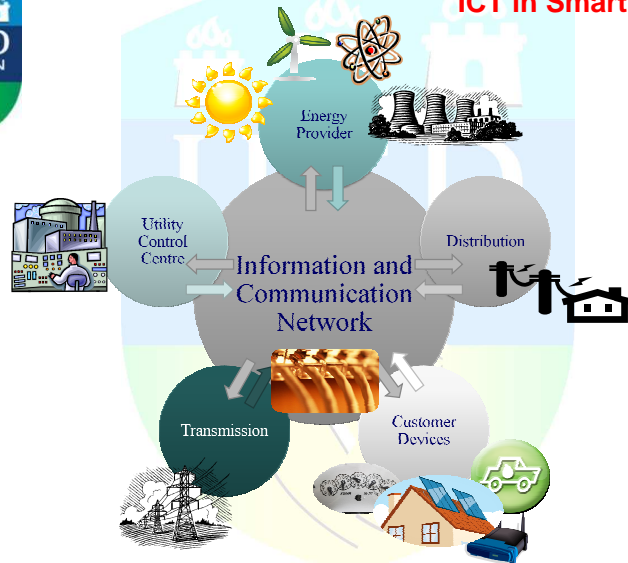 ICT in Smart
Energy
Provider
Utility
Control
Centre
Distribution
Information and
Communication
Network
Transmission
Customer
Devices